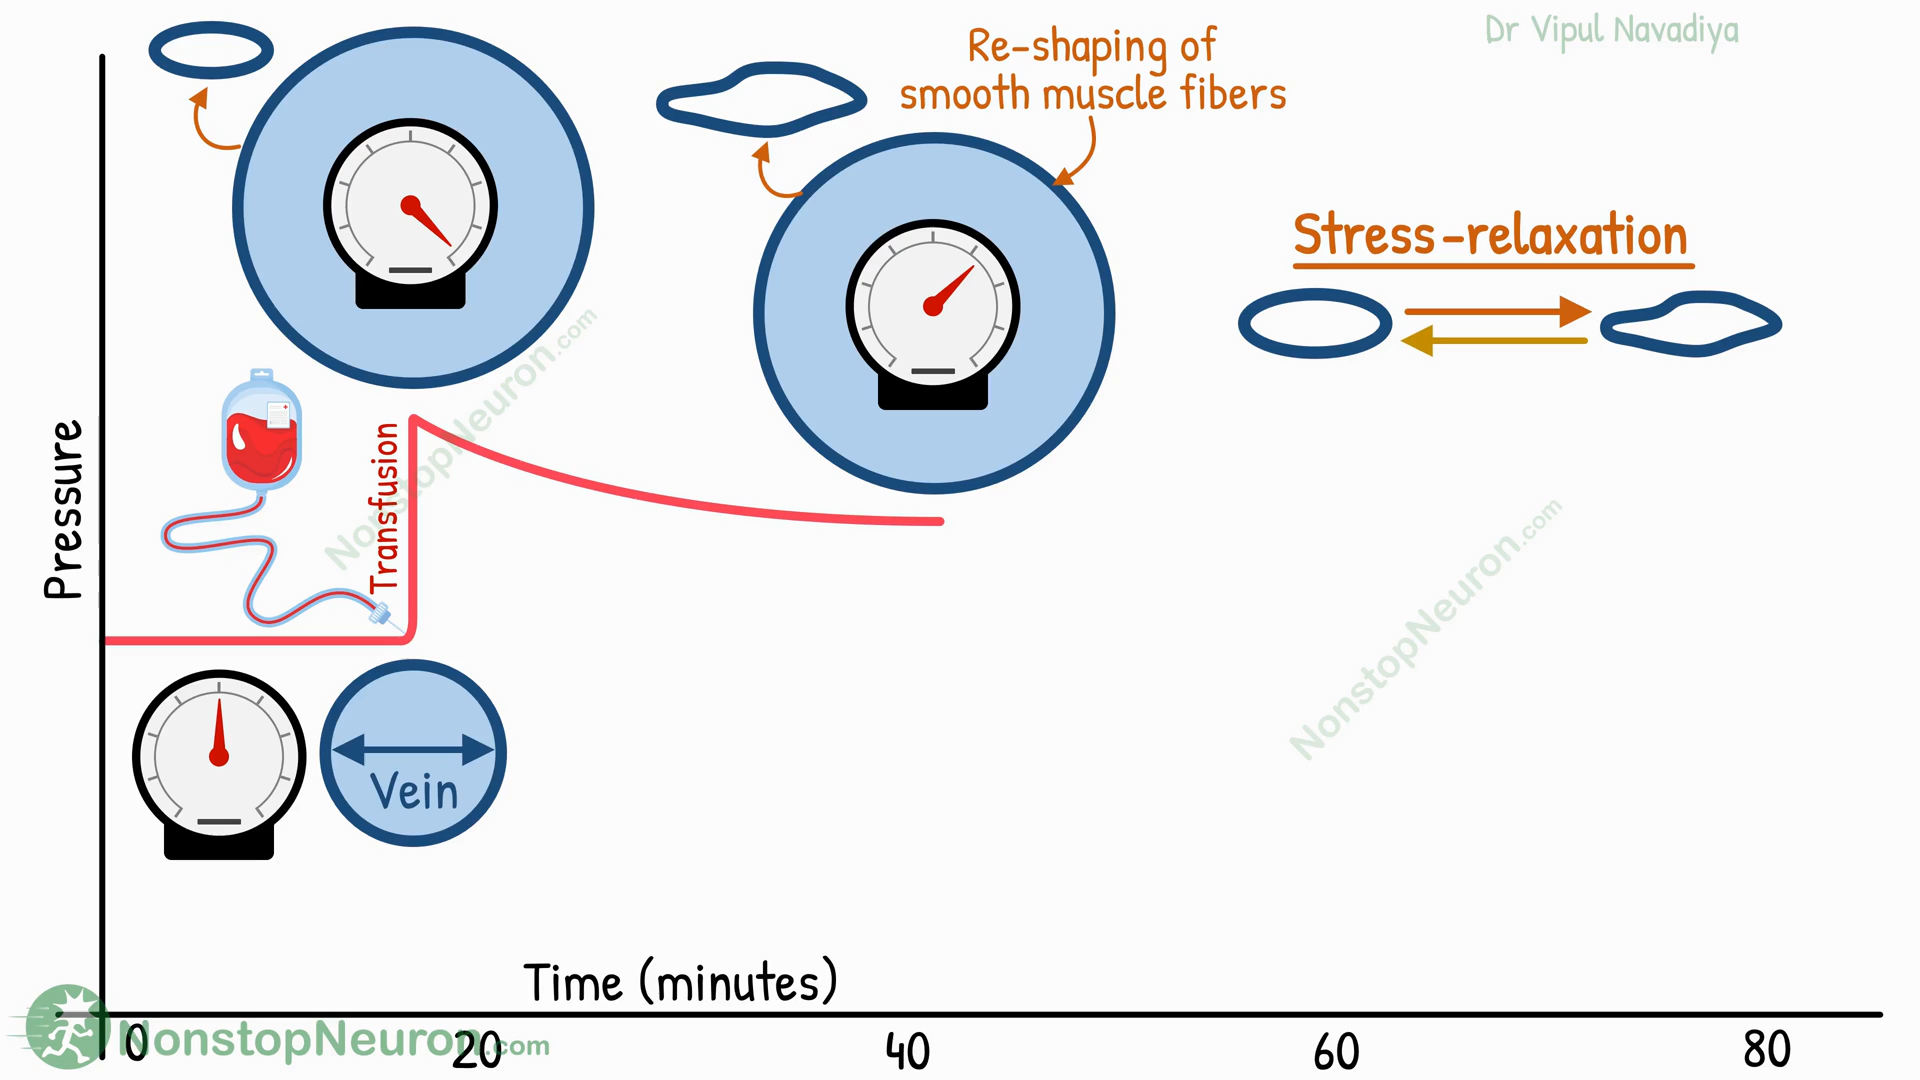 Dr Vipul Navadiya
Re-shaping of
smooth muscle fibers
Stress-relaxation
Pressure
Transfusion
NonstopNeuron.com
NonstopNeuron.com
Vein
Time (minutes)
0
20
40
60
80
NonstopNeuron.com